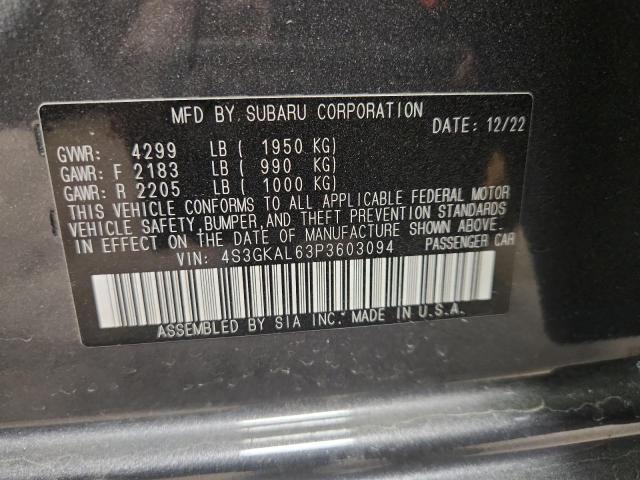 MFD BY SUBARU CORPORATION
DATE: 12/22
GVWR: 4299 LB ( 1950 KG)
GAWR: F 2183 LB ( 990 KG)
GAWR: R 2205 LB ( 1000 KG)
THIS VEHICLE CONFORMS TO ALL APPLICABLE FEDERAL MOTOR
VEHICLE SAFETY, BUMPER, AND THEFT PREVENTION STANDARDS
IN EFFECT ON THE DATE OF MANUFACTURE SHOWN ABOVE.
VIN: 4S3GKAL63P3603094 PASSENGER CAR
ASSEMBLED BY SIA INC. MADE IN U.S.A.